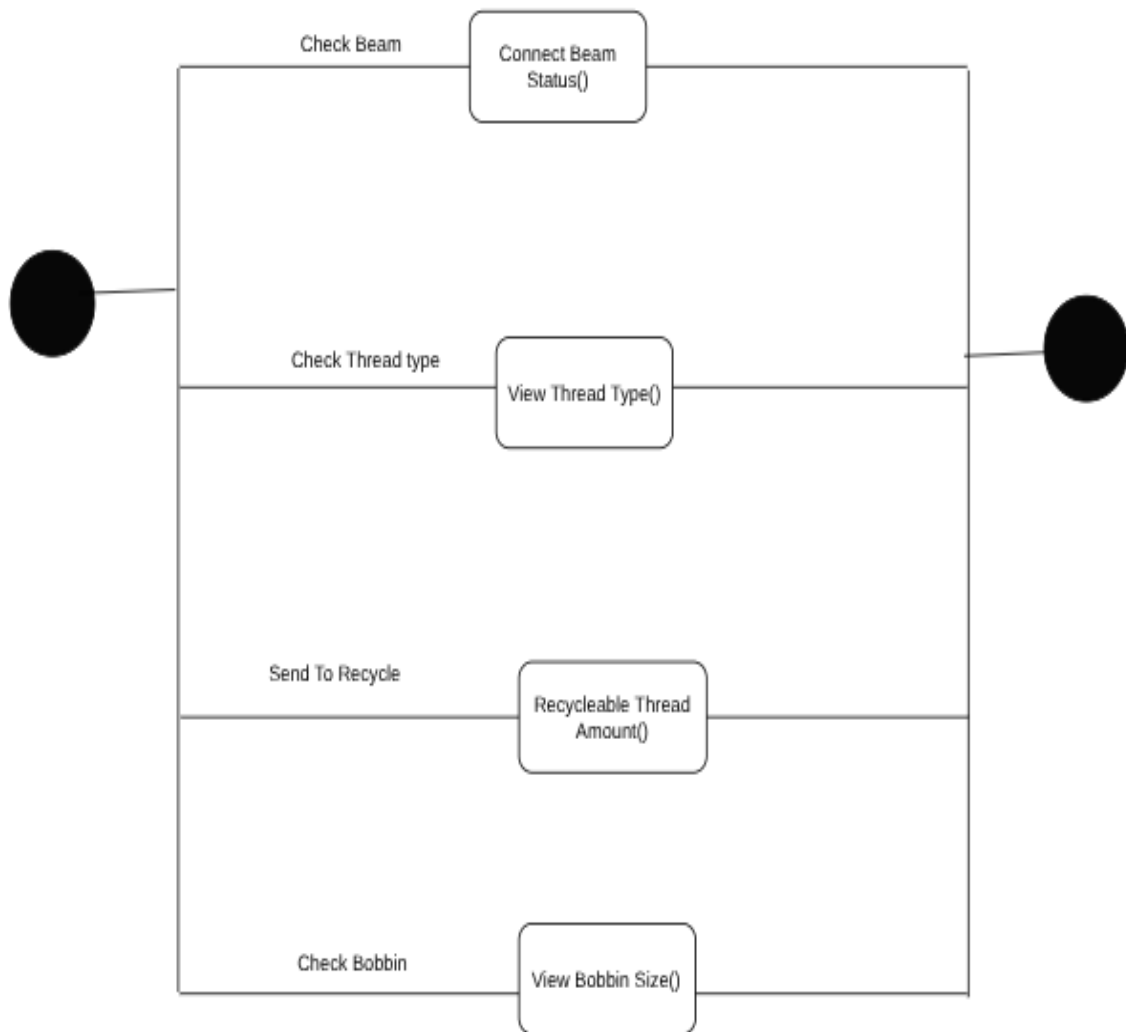 Check Beam
Connect Beam
Status()
Check Thread type
View Thread Type()
Send To Recycle
Recycleable Thread
Amount()
Check Bobbin
View Bobbin Size()